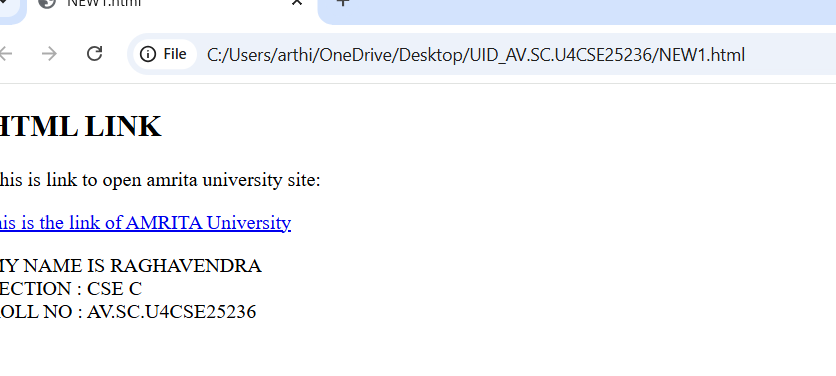 NEW1.html
File C:/Users/arthi/OneDrive/Desktop/UID_AV.SC.U4CSE25236/NEW1.html
HTML LINK
his is link to open amrita university site:
his is the link of AMRITA University
MY NAME IS RAGHAVENDRA
ECTION : CSE C
OLL NO : AV.SC.U4CSE25236